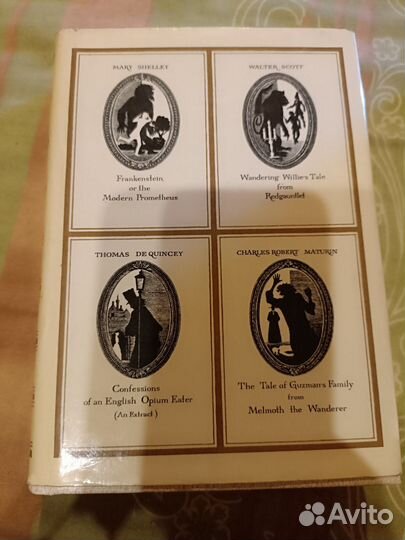 MARY SHELLEY
Frankenstein,
or the
Modern Prometheus
WALTER SCOTT
Wandering Willie's Tale
from
Redgauntlet
THOMAS DE QUINCEY
Confessions
of an English Opium Eater
(An Extract)
CHARLES ROBERT MATURIN
The Tale of Guzman's Family
from
Melmoth the Wanderer
Avito